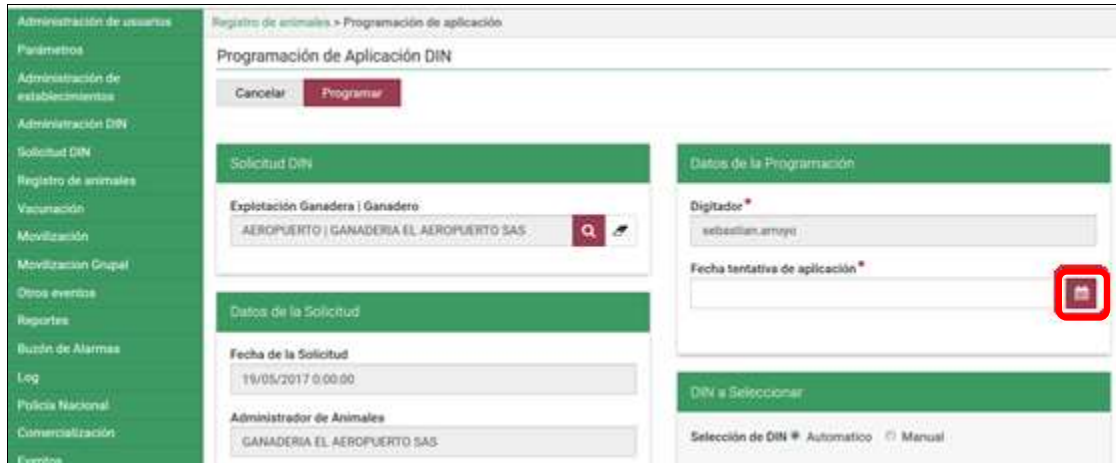 Administración de usuarios
Parámetros
Administración de
establecimientos
Administración DIN
Solicitud DIN
Registro de animales
Vacunación
Movilización
Movilizacion Grupal
Otros eventos
Reportes
Buzón de Alarmas
Log
Policía Nacional
Comercialización
Eventos
Registro de animales > Programación de aplicación
Programación de Aplicación DIN
Cancelar Programar
Solicitud DIN
Explotación Ganadera | Ganadero
AEROPUERTO | GANADERIA EL AEROPUERTO SAS
Datos de la Solicitud
Fecha de la Solicitud
19/05/2017 0:00:00
Administrador de Animales
GANADERIA EL AEROPUERTO SAS
Datos de la Programación
Digitador*
sebastian.arroyo
Fecha tentativa de aplicación*
DIN a Seleccionar
Selección de DIN Automatico Manual